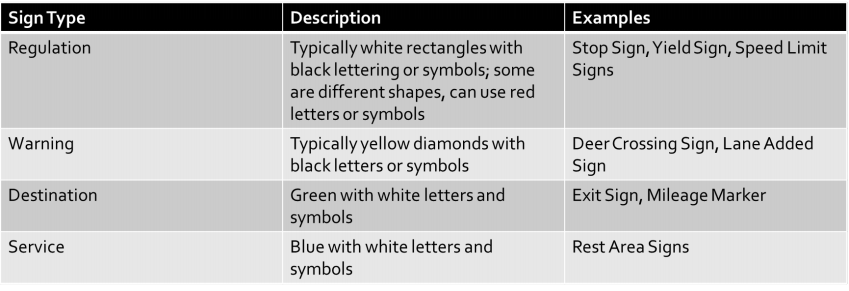 Sign Type Description Examples
Regulation Typically white rectangles with Stop Sign, Yield Sign, Speed Limit
black lettering or symbols; some Signs
are different shapes, can use red
letters or symbols
Warning Typically yellow diamonds with Deer Crossing Sign, Lane Added
black letters or symbols Sign
Destination Green with white letters and Exit Sign, Mileage Marker
symbols
Service Blue with white letters and Rest Area Signs
symbols